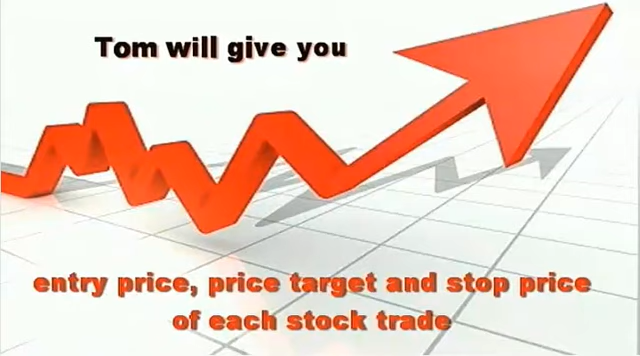 Tom will give you
entry price, price target and stop price
of each stock trade